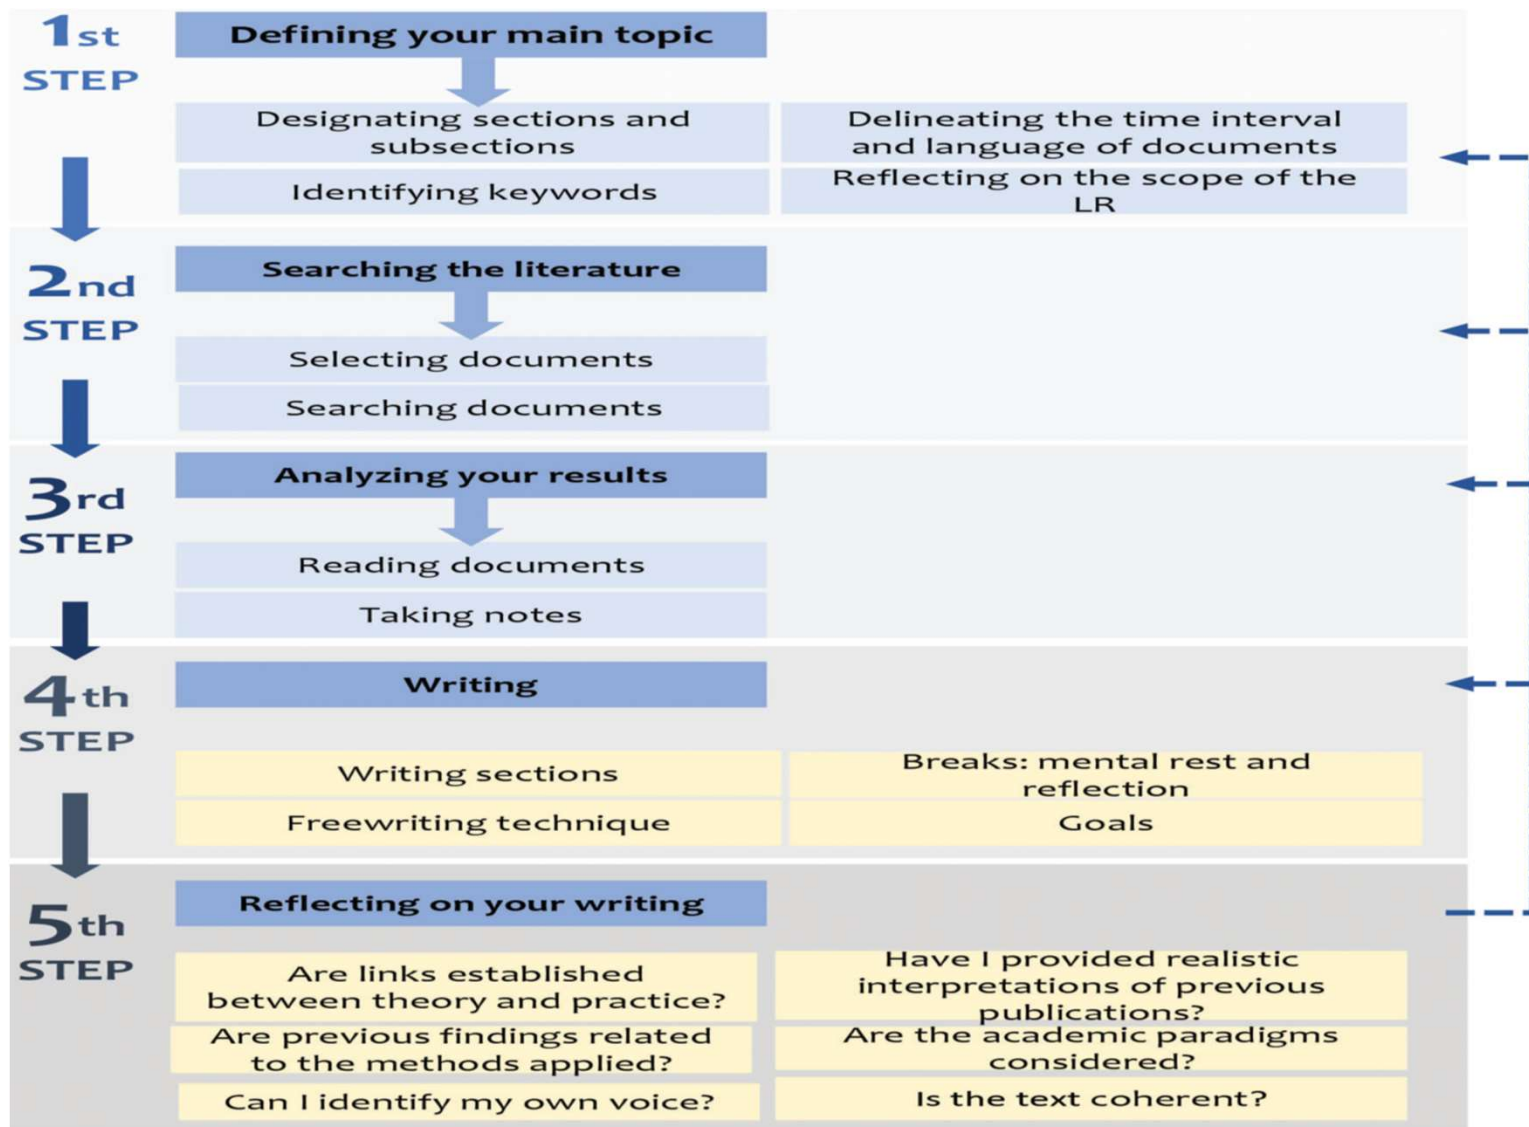 1st
STEP
Defining your main topic
Designating sections and
subsections
Delineating the time interval
and language of documents
Identifying keywords
Reflecting on the scope of the
LR
2nd
STEP
Searching the literature
Selecting documents
Searching documents
3rd
STEP
Analyzing your results
Reading documents
Taking notes
4th
STEP
Writing
Writing sections
Breaks: mental rest and
reflection
Freewriting technique
Goals
5th
STEP
Reflecting on your writing
Are links established
between theory and practice?
Have I provided realistic
interpretations of previous
publications?
Are previous findings related
to the methods applied?
Are the academic paradigms
considered?
Can I identify my own voice?
Is the text coherent?